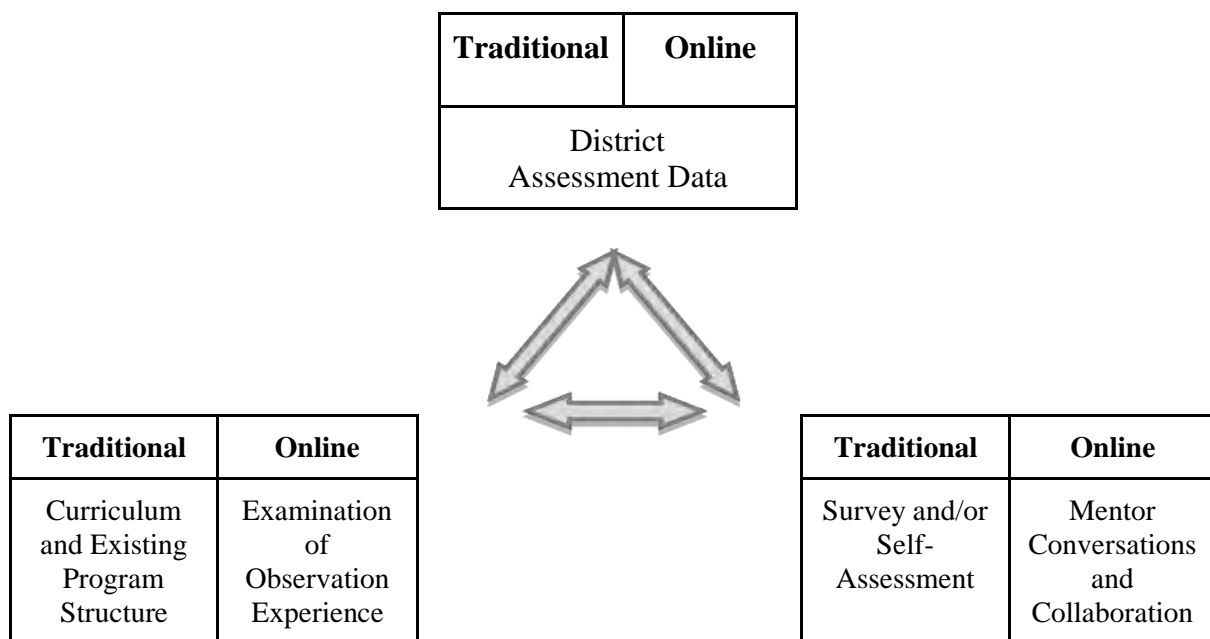 Traditional Online
District
Assessment Data
Traditional Online
Curriculum
and Existing
Program
Structure
Examination
of
Observation
Experience
Traditional Online
Survey and/or
Self-
Assessment
Mentor
Conversations
and
Collaboration